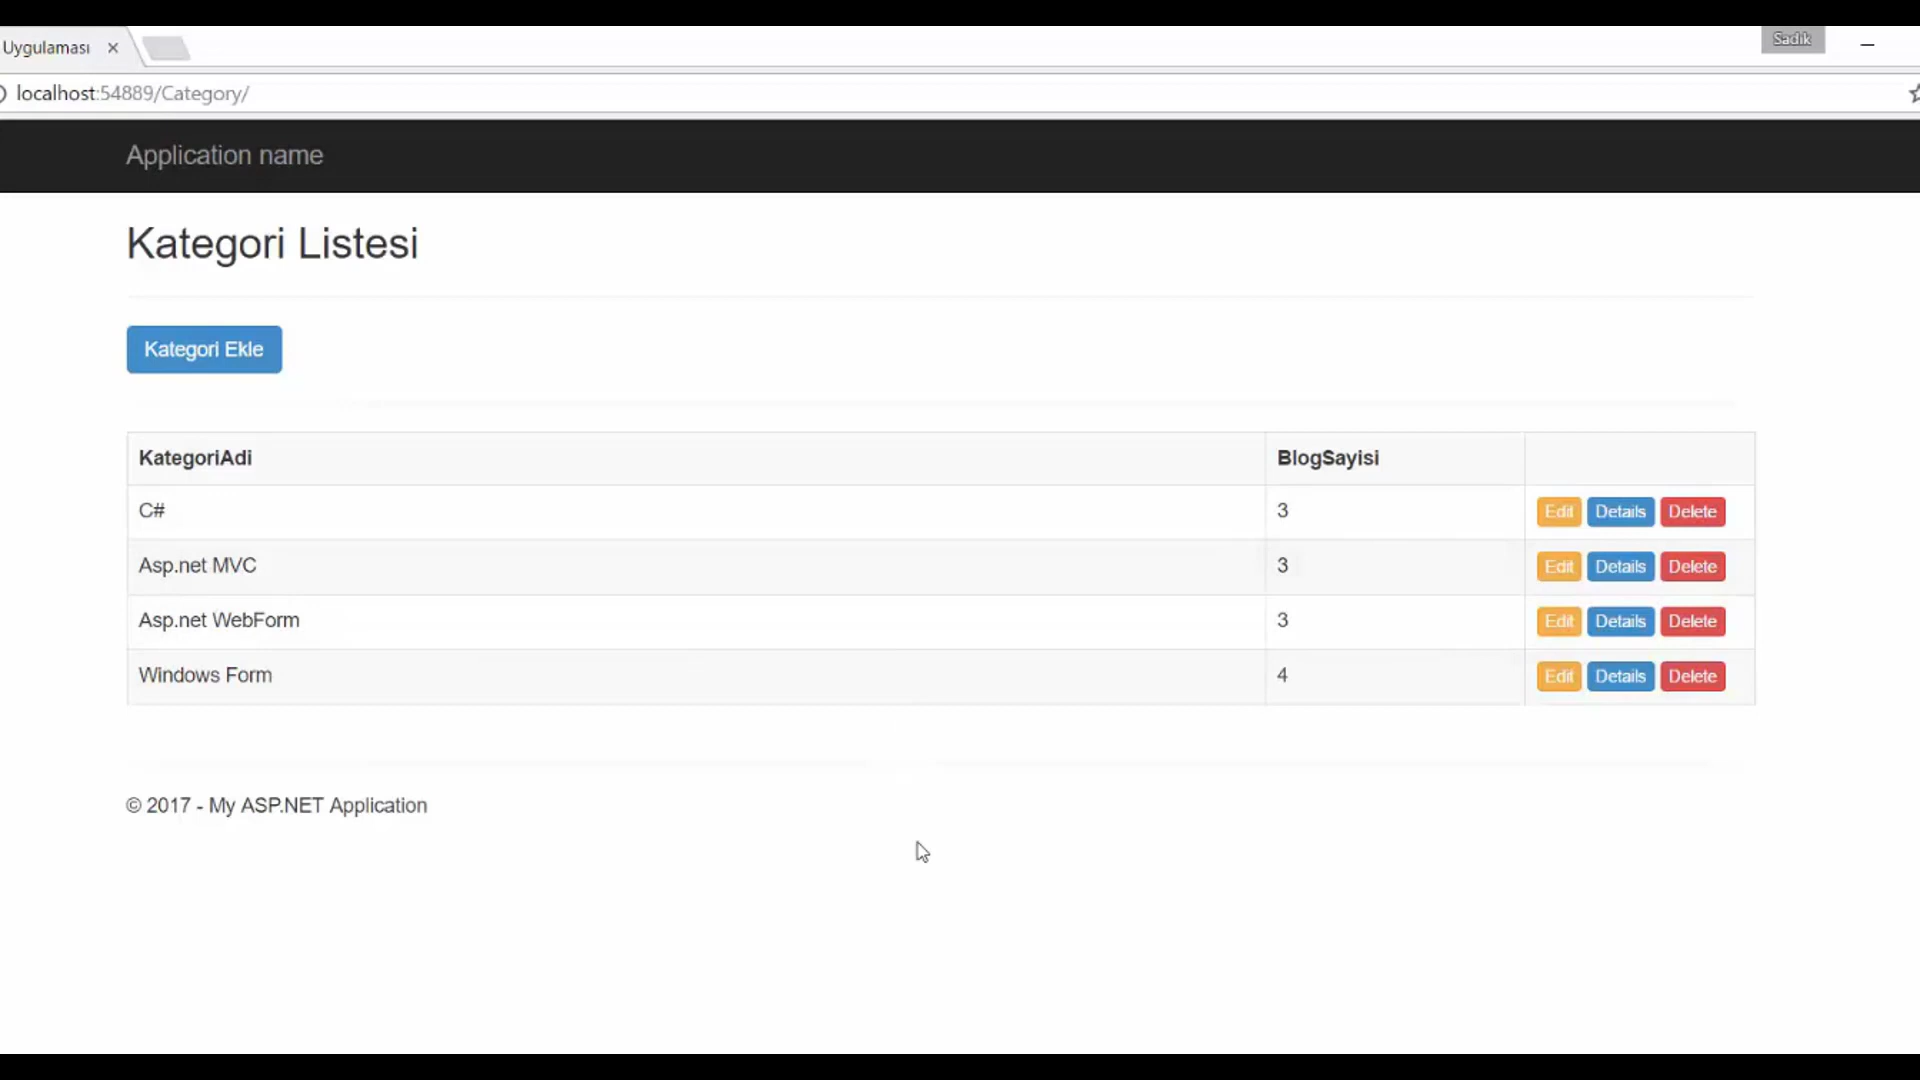 Uygulaması
Sadık
localhost:54889/Category/
Application name
Kategori Listesi
Kategori Ekle
KategoriAdi BlogSayisi
C# 3 Edit Details Delete
Asp.net MVC 3 Edit Details Delete
Asp.net WebForm 3 Edit Details Delete
Windows Form 4 Edit Details Delete
© 2017 - My ASP.NET Application